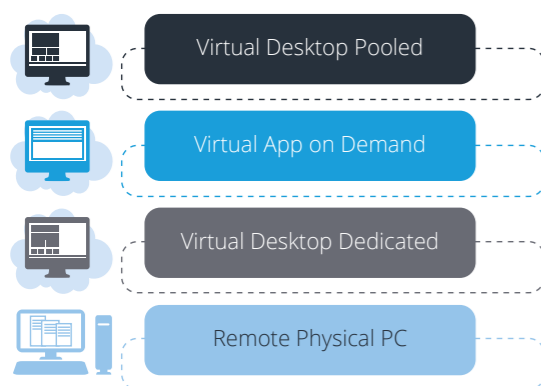 Virtual Desktop Pooled
Virtual App on Demand
Virtual Desktop Dedicated
Remote Physical PC